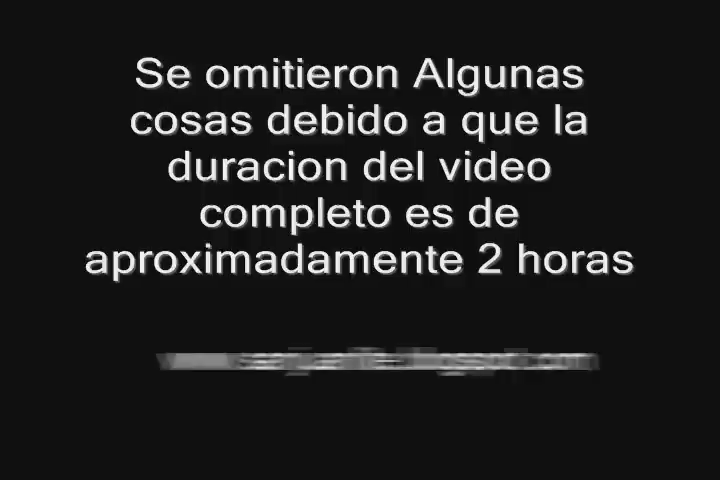 Se omitieron Algunas
cosas debido a que la
duracion del video
completo es de
aproximadamente 2 horas